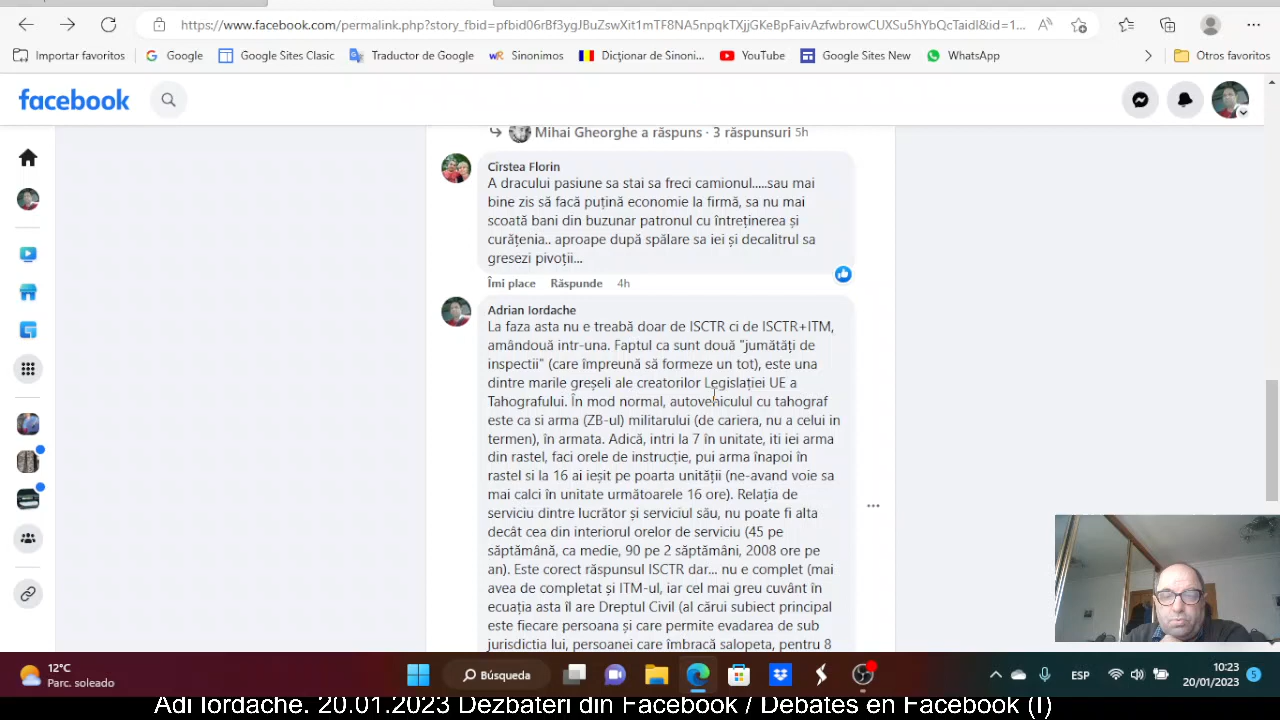 https://www.facebook.com/permalink.php?story_fbid=pfbid06rBf3ygJBuZswXit1mTF8NA5npqkTXjjGKeBpFaivAzfwbrowCUXSu5hYbQcTaidl&id=1...
Importar favoritos Google Google Sites Clasic Traductor de Google Sinonimos Dicţionar de Sinoni... YouTube Google Sites New WhatsApp Otros favoritos
facebook
Mihai Gheorghe a răspuns · 3 răspunsuri 5h
Cîrstea Florin
A dracului pasiune sa stai sa freci camionul.....sau mai
bine zis să facă puțină economie la firmă, sa nu mai
scoată bani din buzunar patronul cu întreținerea și
curățenia.. aproape după spălare sa iei și decalitrul sa
gresezi pivoții...
Îmi place Răspunde 4h
Adrian Iordache
La faza asta nu e treabă doar de ISCTR ci de ISCTR+ITM,
amândouă intr-una. Faptul ca sunt două "jumătăți de
inspectii" (care împreună să formeze un tot), este una
dintre marile greșeli ale creatorilor Legislației UE a
Tahografului. În mod normal, autovehiculul cu tahograf
este ca si arma (ZB-ul) militarului (de cariera, nu a celui in
termen), în armata. Adică, intri la 7 în unitate, iti iei arma
din rastel, faci orele de instrucție, pui arma înapoi în
rastel si la 16 ai ieșit pe poarta unității (ne-avand voie sa
mai calci în unitate următoarele 16 ore). Relația de
serviciu dintre lucrător și serviciul său, nu poate fi alta
decât cea din interiorul orelor de serviciu (45 pe
săptămână, ca medie, 90 pe 2 săptămâni, 2008 ore pe
an). Este corect răspunsul ISCTR dar... nu e complet (mai
avea de completat și ITM-ul, iar cel mai greu cuvânt în
ecuația asta îl are Dreptul Civil (al cărui subiect principal
este fiecare persoana și care permite evadarea de sub
jurisdictia lui, persoanei care îmbracă salopeta, pentru 8
12°C
Parc. soleado
Búsqueda
ESP
10:23
20/01/2023
5
Adi Iordache. 20.01.2023 Dezbateri din Facebook / Debates en Facebook (I)